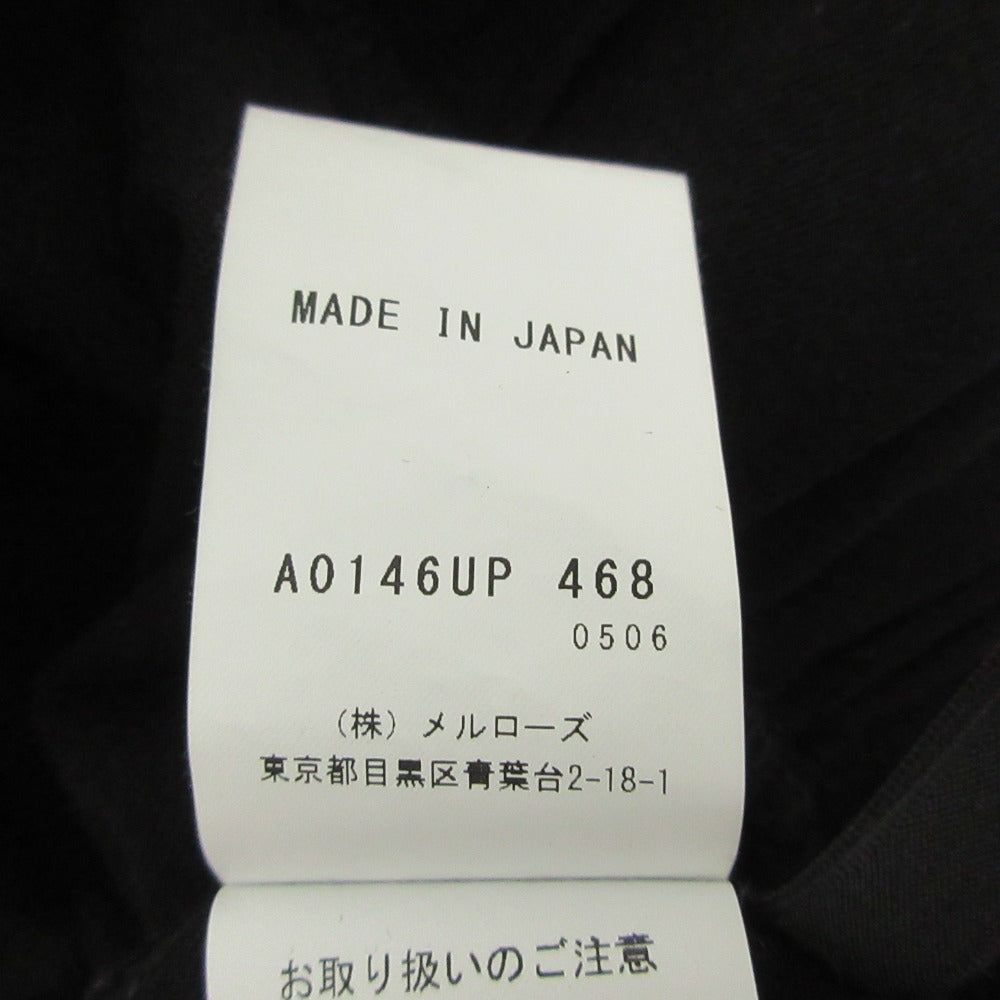 MADE IN JAPAN
A0146UP 468
0506
(株) メルローズ
東京都目黒区青葉台2-18-1
お取り扱いのご注意